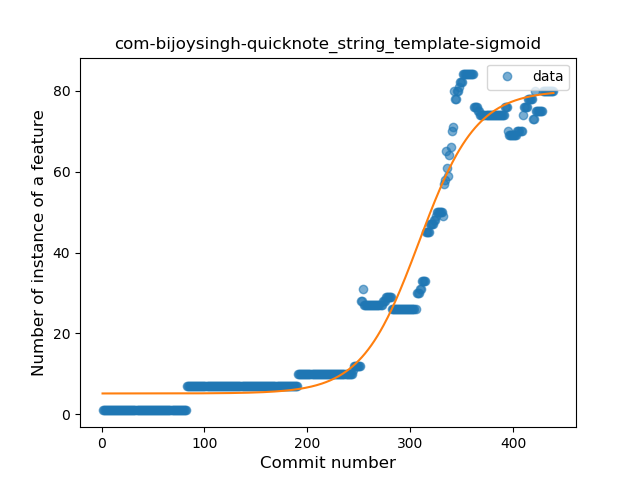 com-bijoysingh-quicknote_string_template-sigmoid
data
Number of instance of a feature
80
60
40
20
0
0 100 200 300 400
Commit number